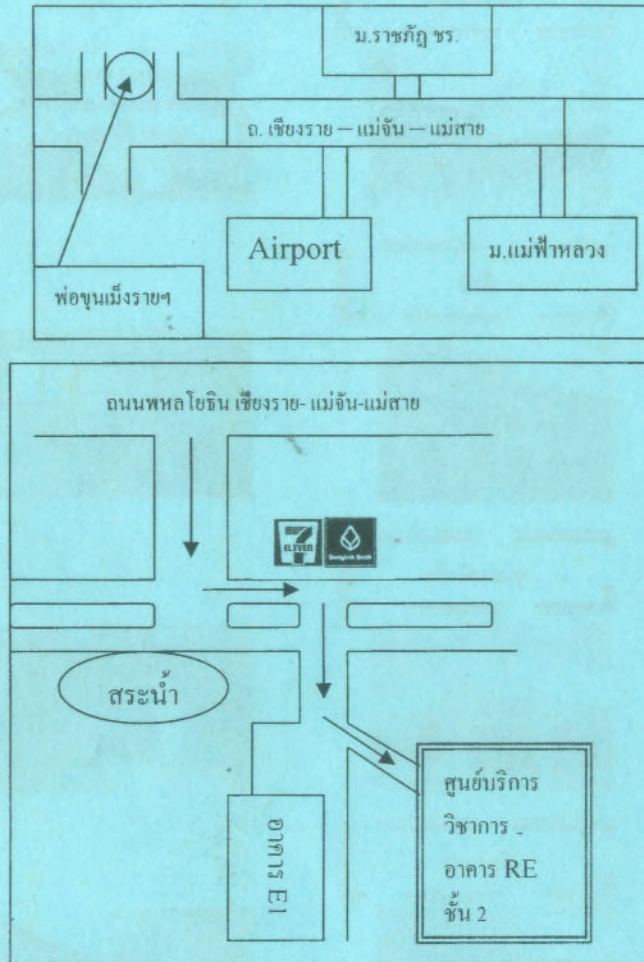 ม.ราชภัฏ ชร.
ถ. เชียงราย – แม่จัน – แม่สาย
Airport
ม.แม่ฟ้าหลวง
พ่อขุนเม็งรายฯ
ถนนพหลโยธิน เชียงราย- แม่จัน-แม่สาย
7
ELEVEN
Bangkok Bank
สระน้ำ
อาคาร E1
ศูนย์บริการ
วิชาการ -
อาคาร RE
ชั้น 2